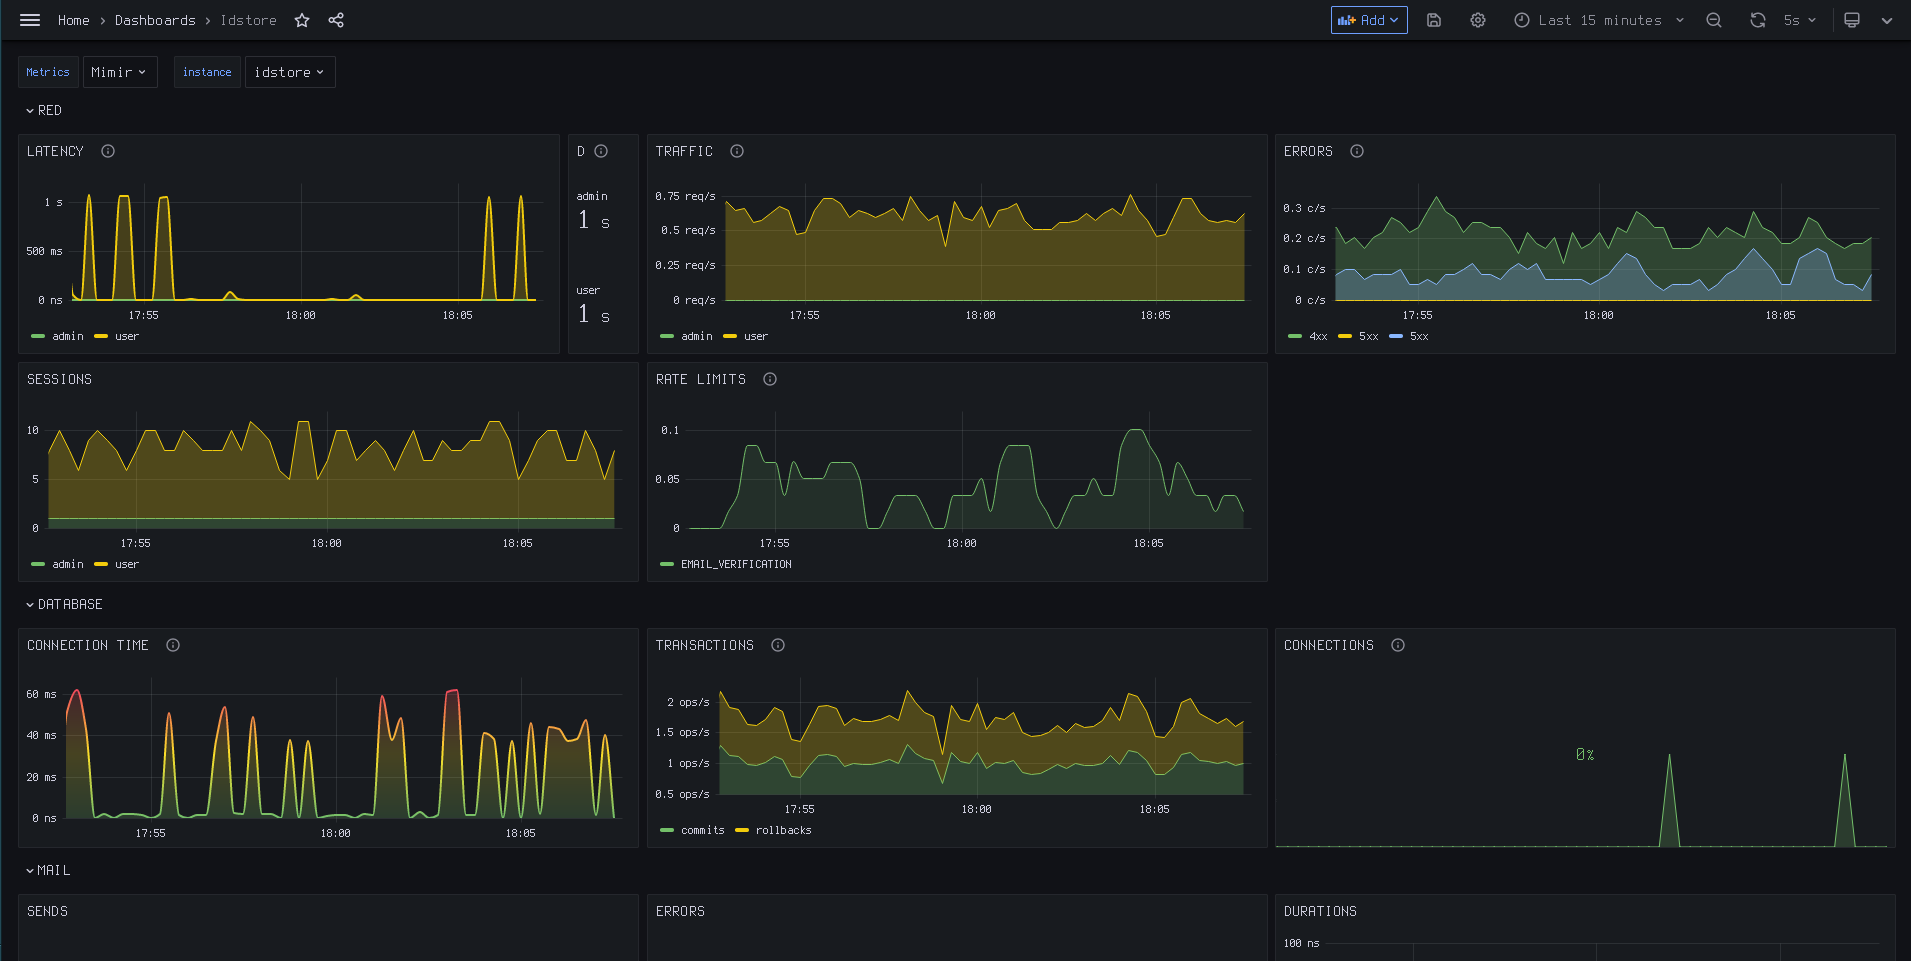 Home > Dashboards > Idstore
Add
Last 15 minutes
5s
Metrics Mimir
instance idstore
RED
LATENCY
1 s
500 ms
0 ns
17:55 18:00 18:05
admin user
D
admin
1 s
user
1 s
TRAFFIC
0.75 req/s
0.5 req/s
0.25 req/s
0 req/s
17:55 18:00 18:05
admin user
ERRORS
0.3 c/s
0.2 c/s
0.1 c/s
0 c/s
17:55 18:00 18:05
4xx 5xx 5xx
SESSIONS
10
5
0
17:55 18:00 18:05
admin user
RATE LIMITS
0.1
0.05
0
17:55 18:00 18:05
EMAIL_VERIFICATION
DATABASE
CONNECTION TIME
60 ms
40 ms
20 ms
0 ns
17:55 18:00 18:05
TRANSACTIONS
2 ops/s
1.5 ops/s
1 ops/s
0.5 ops/s
17:55 18:00 18:05
commits rollbacks
CONNECTIONS
0%
MAIL
SENDS
ERRORS
DURATIONS
100 ns